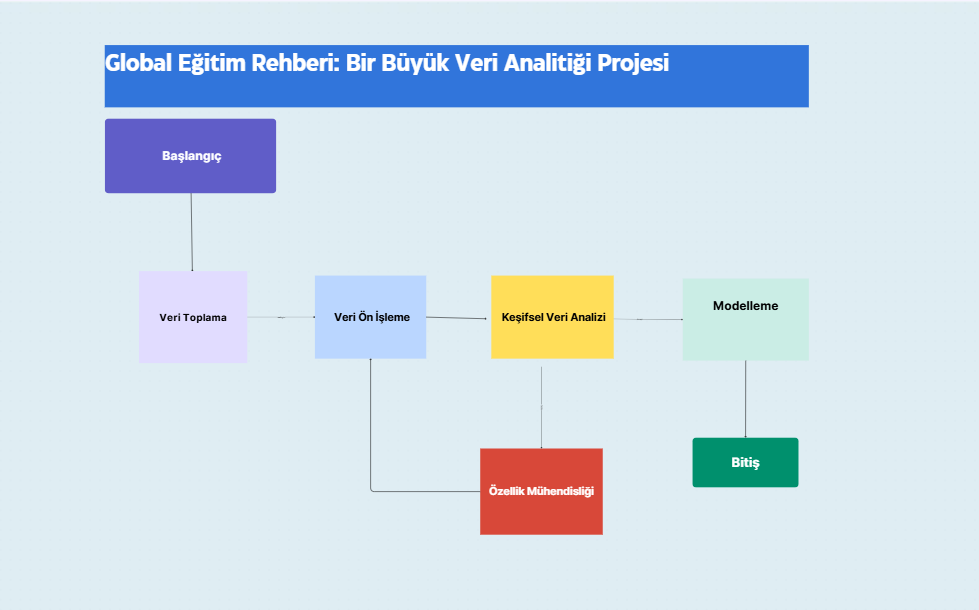 Global Eğitim Rehberi: Bir Büyük Veri Analitiği Projesi
Başlangıç
Veri Toplama
Veri Ön İşleme
Keşifsel Veri Analizi
Modelleme
Bitiş
Özellik Mühendisliği